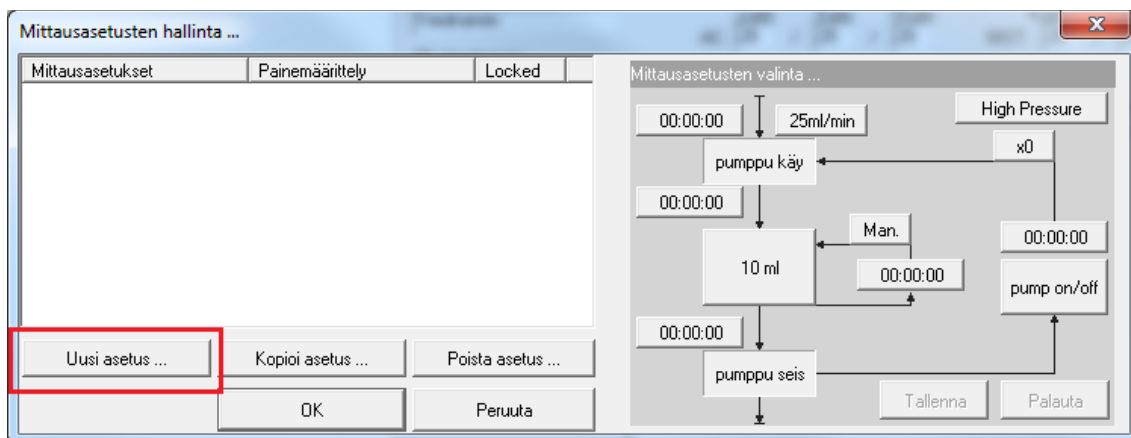 Mittausasetusten hallinta ...
Mittausasetukset Painemäärittely Locked
Uusi asetus ... Kopioi asetus ... Poista asetus ...
OK Peruuta
Mittausasetusten valinta ...
00:00:00 25ml/min High Pressure
x0
pumppu käy
00:00:00
Man.
00:00:00
10 ml 00:00:00
pump on/off
00:00:00
pumppu seis
Tallenna Palauta